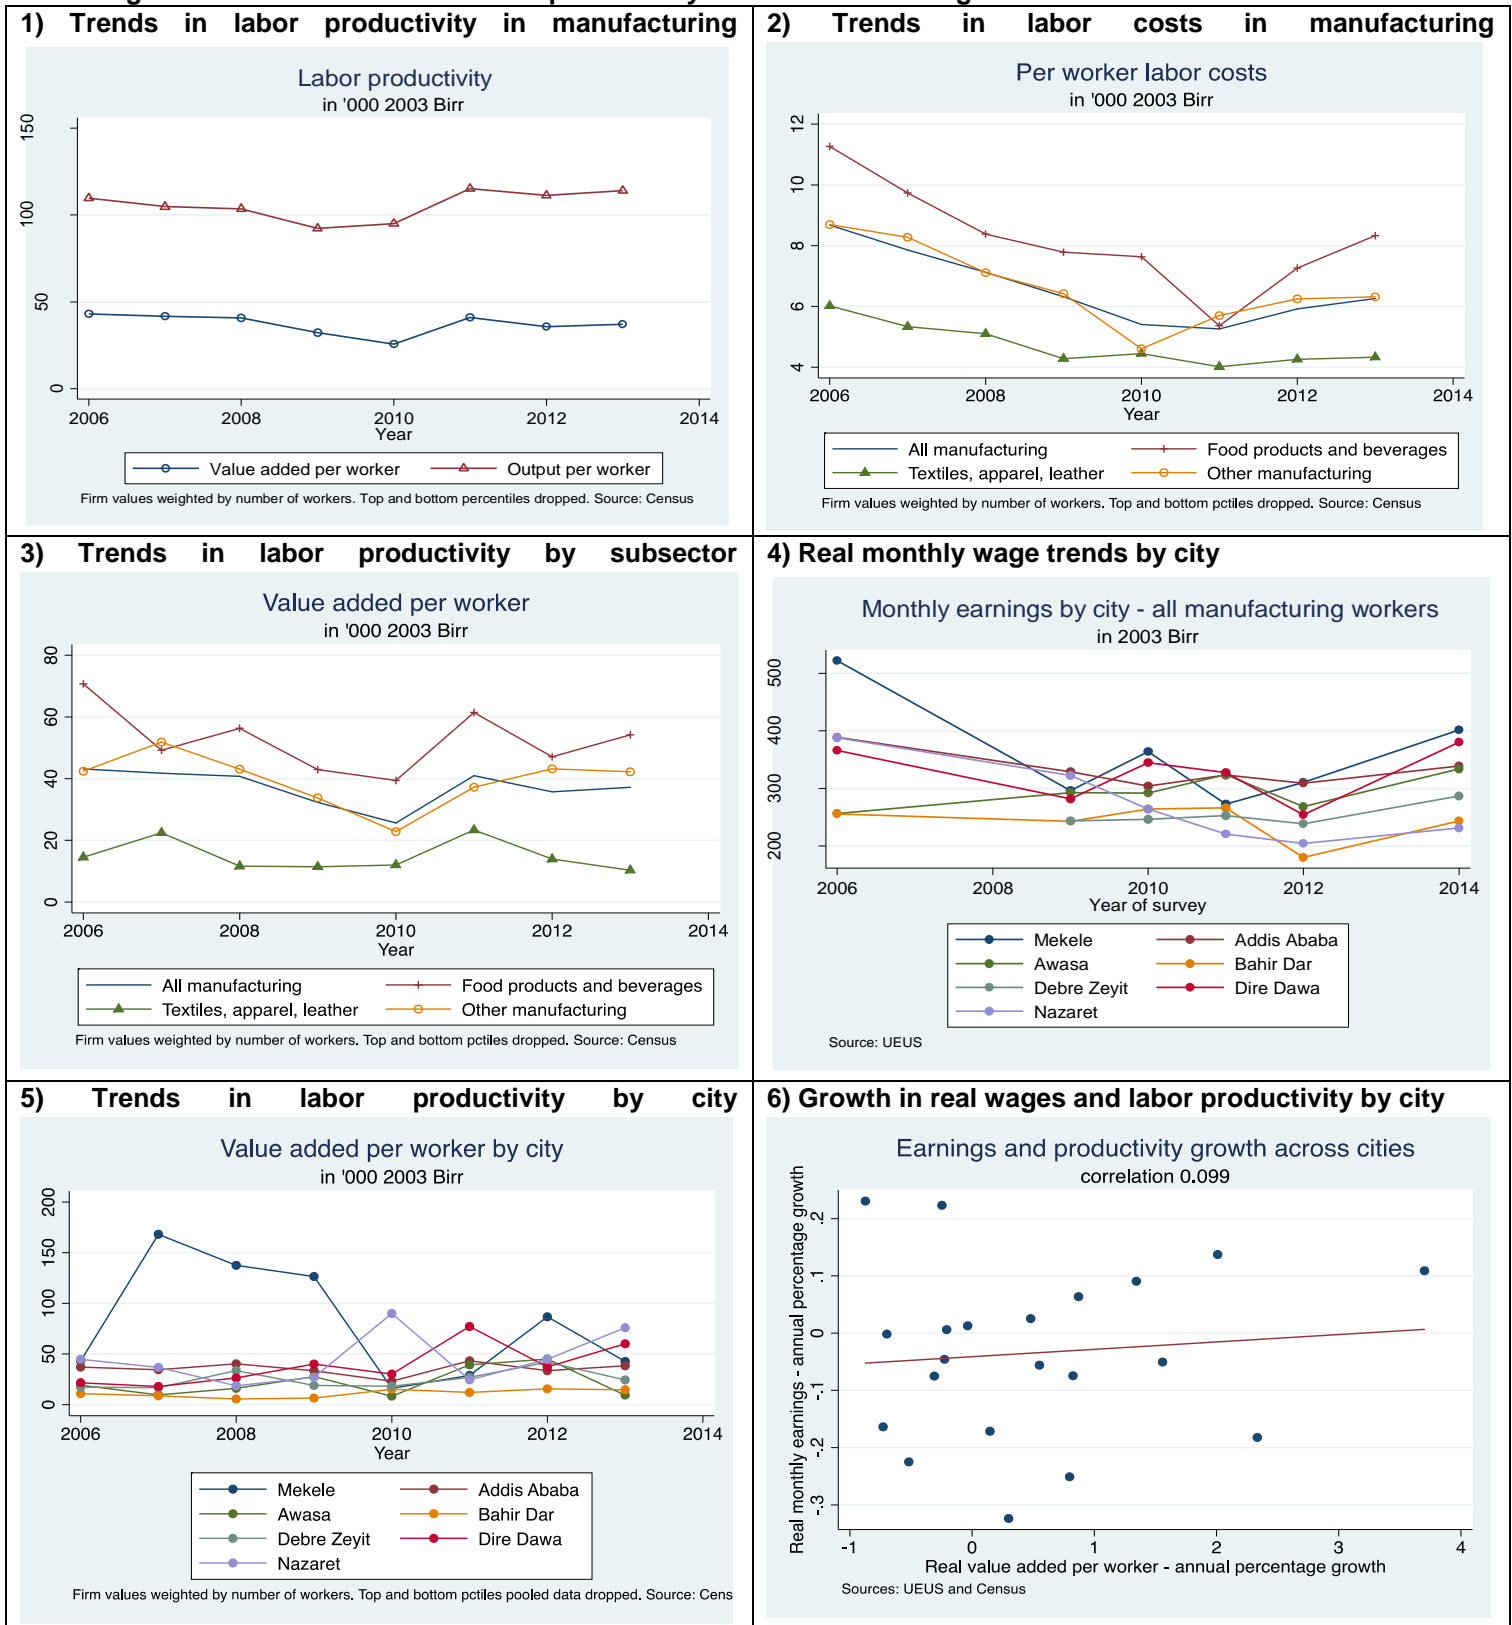 1) Trends in labor productivity in manufacturing
Labor productivity
in '000 2003 Birr
150
100
50
0
2006 2008 2010 2012 2014
Year
Value added per worker Output per worker
Firm values weighted by number of workers. Top and bottom percentiles dropped. Source: Census
2) Trends in labor costs in manufacturing
Per worker labor costs
in '000 2003 Birr
12
10
8
6
4
2006 2008 2010 2012 2014
Year
All manufacturing Food products and beverages
Textiles, apparel, leather Other manufacturing
Firm values weighted by number of workers. Top and bottom pctiles dropped. Source: Census
3) Trends in labor productivity by subsector
Value added per worker
in '000 2003 Birr
80
60
40
20
0
2006 2008 2010 2012 2014
Year
All manufacturing Food products and beverages
Textiles, apparel, leather Other manufacturing
Firm values weighted by number of workers. Top and bottom pctiles dropped. Source: Census
4) Real monthly wage trends by city
Monthly earnings by city - all manufacturing workers
in 2003 Birr
500
400
300
200
2006 2008 2010 2012 2014
Year of survey
Mekele Addis Ababa
Awasa Bahir Dar
Debre Zeyit Dire Dawa
Nazaret
Source: UEUS
5) Trends in labor productivity by city
Value added per worker by city
in '000 2003 Birr
200
150
100
50
0
2006 2008 2010 2012 2014
Year
Mekele Addis Ababa
Awasa Bahir Dar
Debre Zeyit Dire Dawa
Nazaret
Firm values weighted by number of workers. Top and bottom pctiles pooled data dropped. Source: Cens
6) Growth in real wages and labor productivity by city
Earnings and productivity growth across cities
correlation 0.099
Real monthly earnings - annual percentage growth
.2
.1
0
-.1
-.2
-.3
-1 0 1 2 3 4
Real value added per worker - annual percentage growth
Sources: UEUS and Census